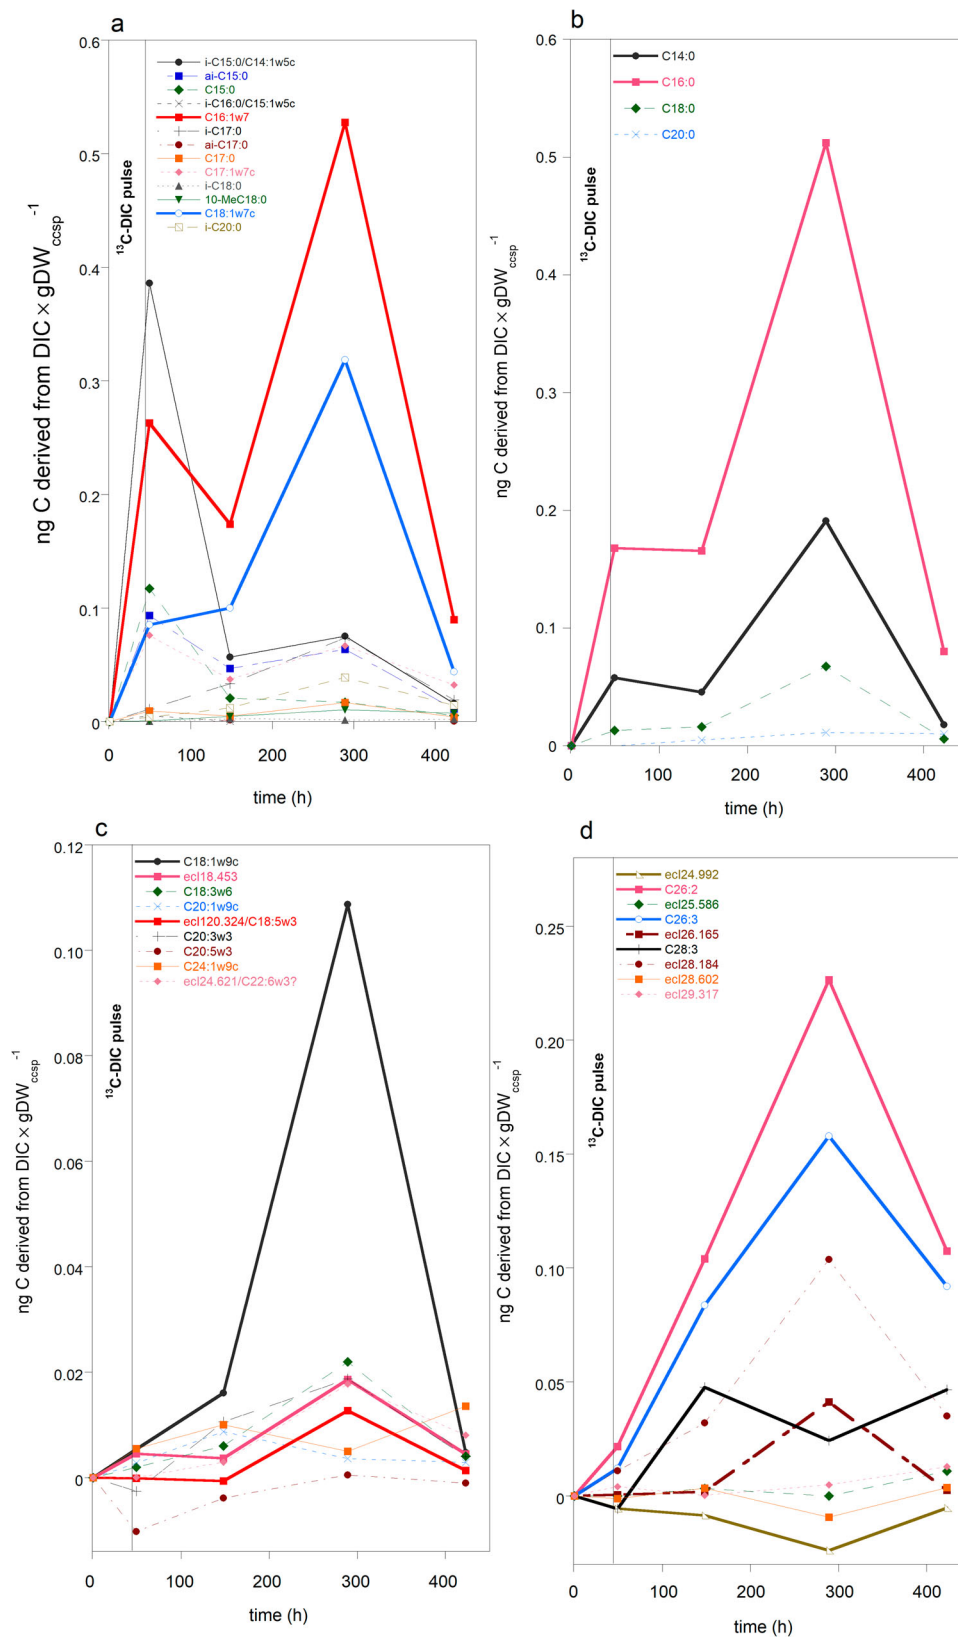 a
0.6
0.5
0.4
0.3
0.2
0.1
0
i-C15:0/C14:1w5c
ai-C15:0
C15:0
i-C16:0/C15:1w5c
C16:1w7
i-C17:0
ai-C17:0
C17:0
C17:1w7c
i-C18:0
10-MeC18:0
C18:1w7c
i-C20:0
13C-DIC pulse
ng C derived from DIC × gDWccsp-1
0 100 200 300 400
time (h)
b
0.6
0.5
0.4
0.3
0.2
0.1
0
C14:0
C16:0
C18:0
C20:0
13C-DIC pulse
ng C derived from DIC × gDWccsp-1
0 100 200 300 400
time (h)
c
0.12
0.10
0.08
0.06
0.04
0.02
0
C18:1w9c
ecl18.453
C18:3w6
C20:1w9c
ecl120.324/C18:5w3
C20:3w3
C20:5w3
C24:1w9c
ecl24.621/C22:6w3?
13C-DIC pulse
ng C derived from DIC × gDWccsp-1
0 100 200 300 400
time (h)
d
0.25
0.20
0.15
0.10
0.05
0
ecl24.992
C26:2
ecl25.586
C26:3
ecl26.165
C28:3
ecl28.184
ecl28.602
ecl29.317
13C-DIC pulse
ng C derived from DIC × gDWccsp-1
0 100 200 300 400
time (h)